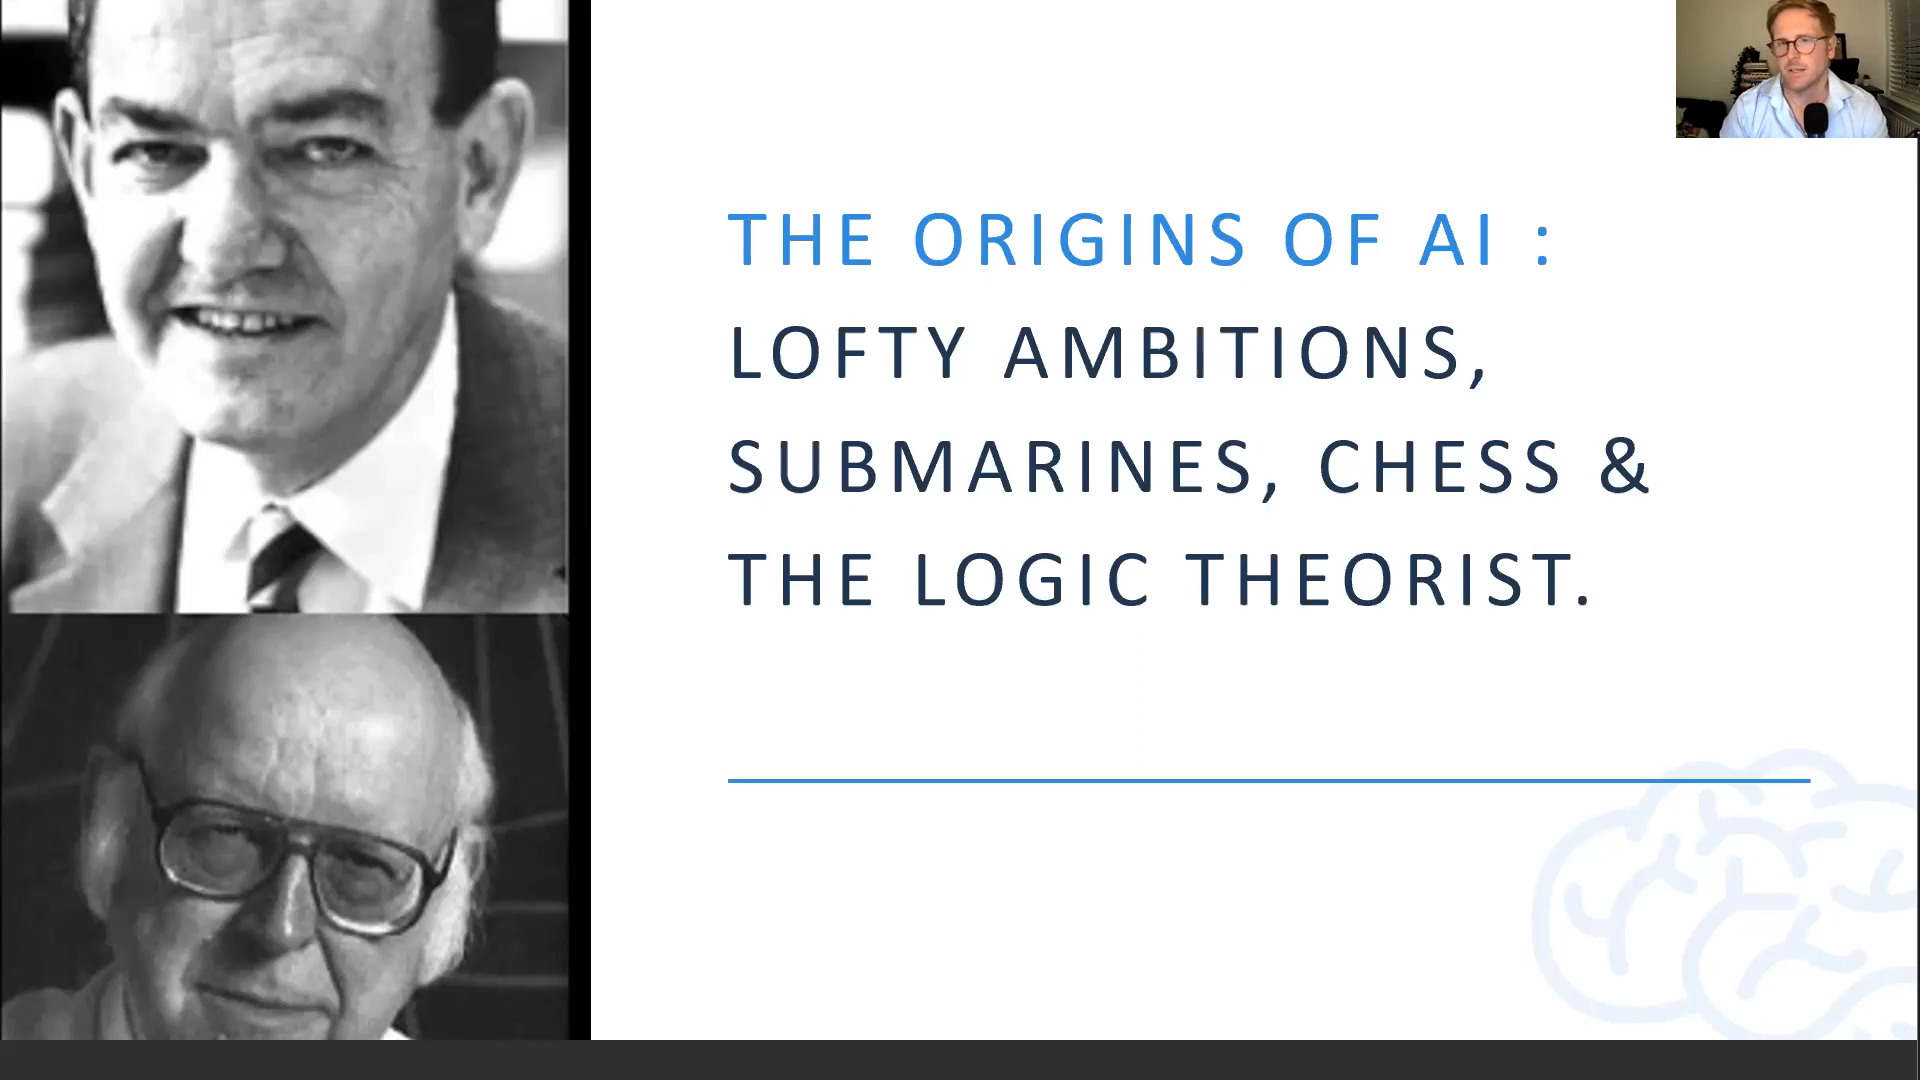 THE ORIGINS OF AI :
LOFTY AMBITIONS,
SUBMARINES, CHESS &
THE LOGIC THEORIST.